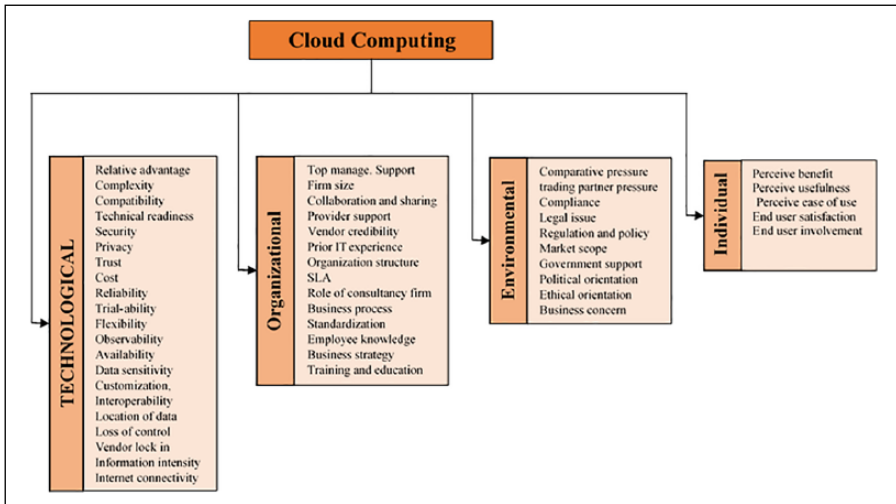 Cloud Computing
TECHNOLOGICAL
Relative advantage
Complexity
Compatibility
Technical readiness
Security
Privacy
Trust
Cost
Reliability
Trial-ability
Flexibility
Observability
Availability
Data sensitivity
Customization,
Interoperability
Location of data
Loss of control
Vendor lock in
Information intensity
Internet connectivity
Organizational
Top manage. Support
Firm size
Collaboration and sharing
Provider support
Vendor credibility
Prior IT experience
Organization structure
SLA
Role of consultancy firm
Business process
Standardization
Employee knowledge
Business strategy
Training and education
Environmental
Comparative pressure
trading partner pressure
Compliance
Legal issue
Regulation and policy
Market scope
Government support
Political orientation
Ethical orientation
Business concern
Individual
Perceive benefit
Perceive usefulness
Perceive ease of use
End user satisfaction
End user involvement